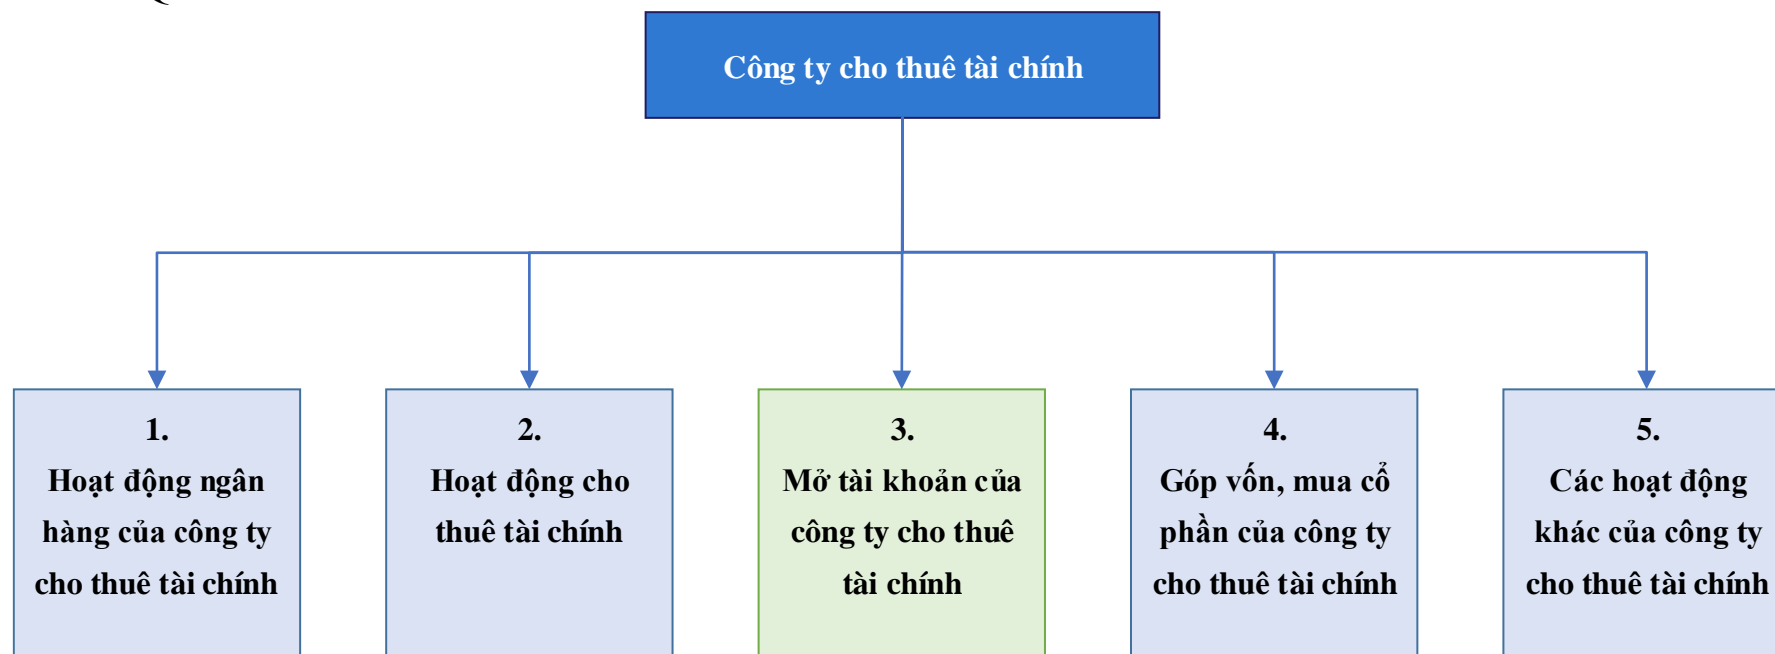 Công ty cho thuê tài chính
1.
Hoạt động ngân
hàng của công ty
cho thuê tài chính
2.
Hoạt động cho
thuê tài chính
3.
Mở tài khoản của
công ty cho thuê
tài chính
4.
Góp vốn, mua cổ
phần của công ty
cho thuê tài chính
5.
Các hoạt động
khác của công ty
cho thuê tài chính